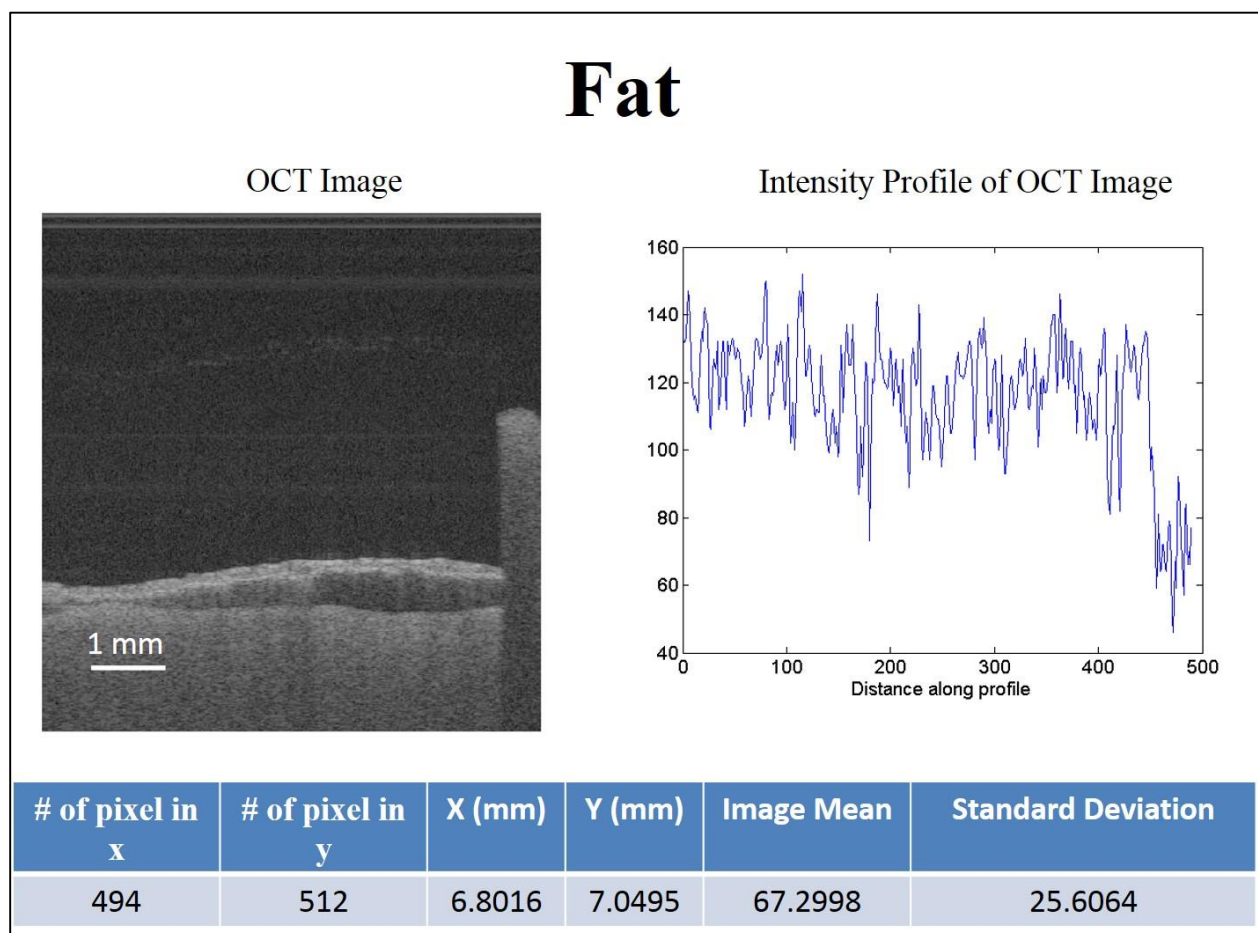 Fat
OCT Image
Intensity Profile of OCT Image
1 mm
160
140
120
100
80
60
40
0 100 200 300 400 500
Distance along profile
# of pixel in x # of pixel in y X (mm) Y (mm) Image Mean Standard Deviation
494 512 6.8016 7.0495 67.2998 25.6064